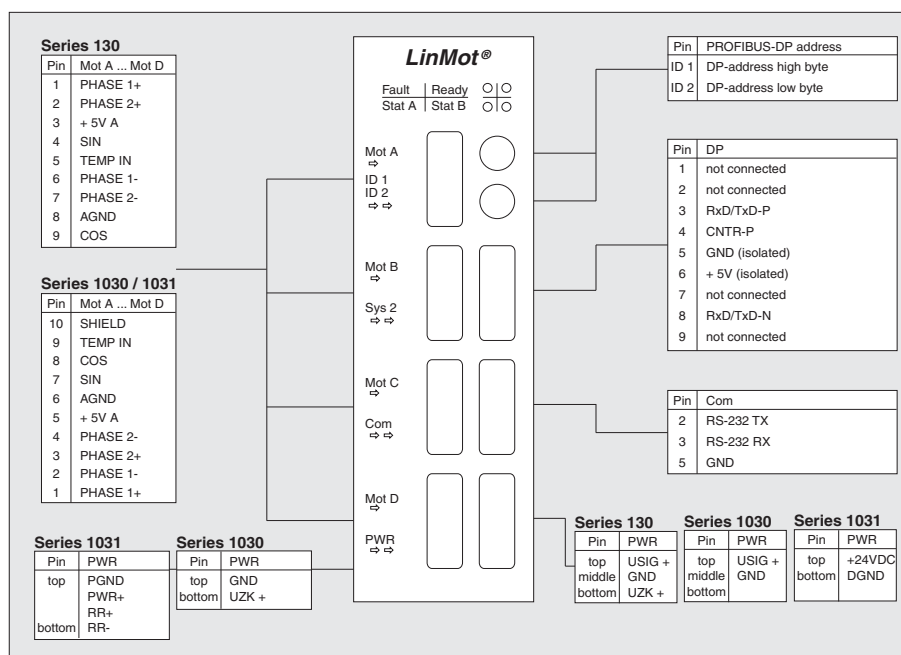 Series 130
Pin Mot A ... Mot D
1 PHASE 1+
2 PHASE 2+
3 + 5V A
4 SIN
5 TEMP IN
6 PHASE 1-
7 PHASE 2-
8 AGND
9 COS
Series 1030 / 1031
Pin Mot A ... Mot D
10 SHIELD
9 TEMP IN
8 COS
7 SIN
6 AGND
5 + 5V A
4 PHASE 2-
3 PHASE 2+
2 PHASE 1-
1 PHASE 1+
Series 1031
Pin PWR
top PGND
PWR+
RR+
bottom RR-
Series 1030
Pin PWR
top GND
bottom UZK +
LinMot®
Fault Ready
Stat A Stat B
Mot A
⇨
ID 1
ID 2
⇨ ⇨
Mot B
⇨
Sys 2
⇨ ⇨
Mot C
⇨
Com
⇨ ⇨
Mot D
⇨
PWR
⇨ ⇨
Pin PROFIBUS-DP address
ID 1 DP-address high byte
ID 2 DP-address low byte
Pin DP
1 not connected
2 not connected
3 RxD/TxD-P
4 CNTR-P
5 GND (isolated)
6 + 5V (isolated)
7 not connected
8 RxD/TxD-N
9 not connected
Pin Com
2 RS-232 TX
3 RS-232 RX
5 GND
Series 130
Pin PWR
top USIG +
middle GND
bottom UZK +
Series 1030
Pin PWR
top USIG +
middle GND
bottom
Series 1031
Pin PWR
top +24VDC
bottom DGND